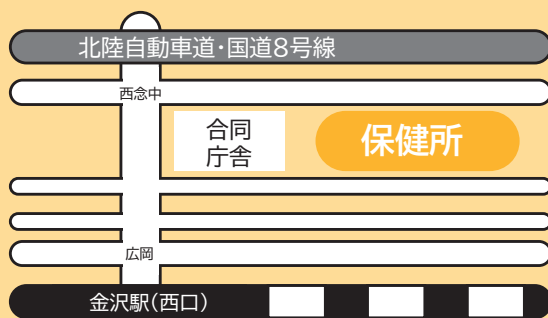 北陸自動車道・国道8号線
西念中
合同
庁舎
保健所
広岡
金沢駅(西口)